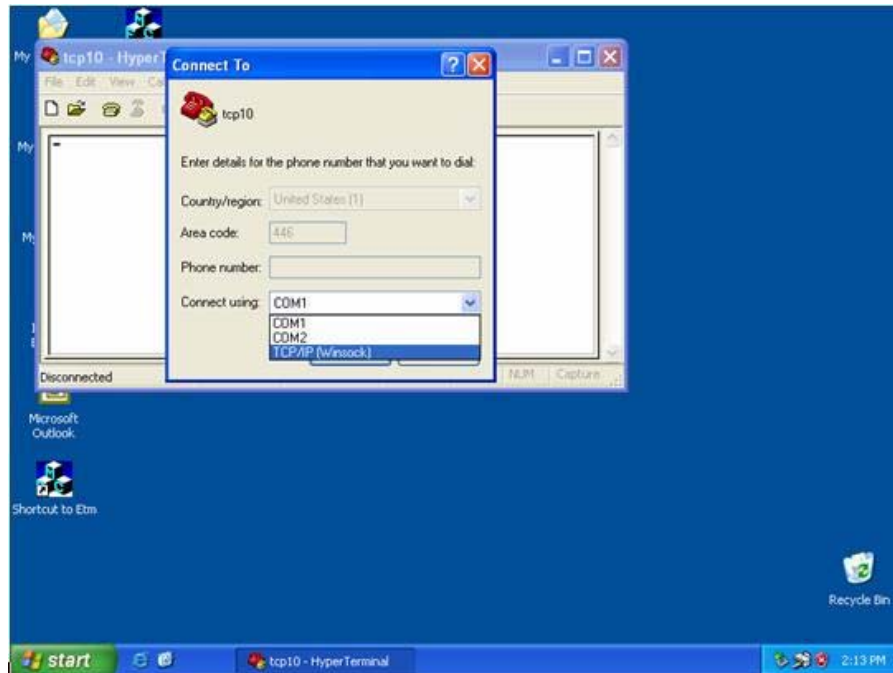 My
tcp10 - HyperT
Connect To
File Edit View Ca
tcp10
My
Enter details for the phone number that you want to dial:
Country/region: United States (1)
Area code: 446
My
Phone number:
Connect using: COM1
COM1
COM2
TCP/IP (Winsock)
Disconnected
NUM
Capture
Microsoft
Outlook
Shortcut to Etm
Recycle Bin
start
tcp10 - HyperTerminal
2:13 PM